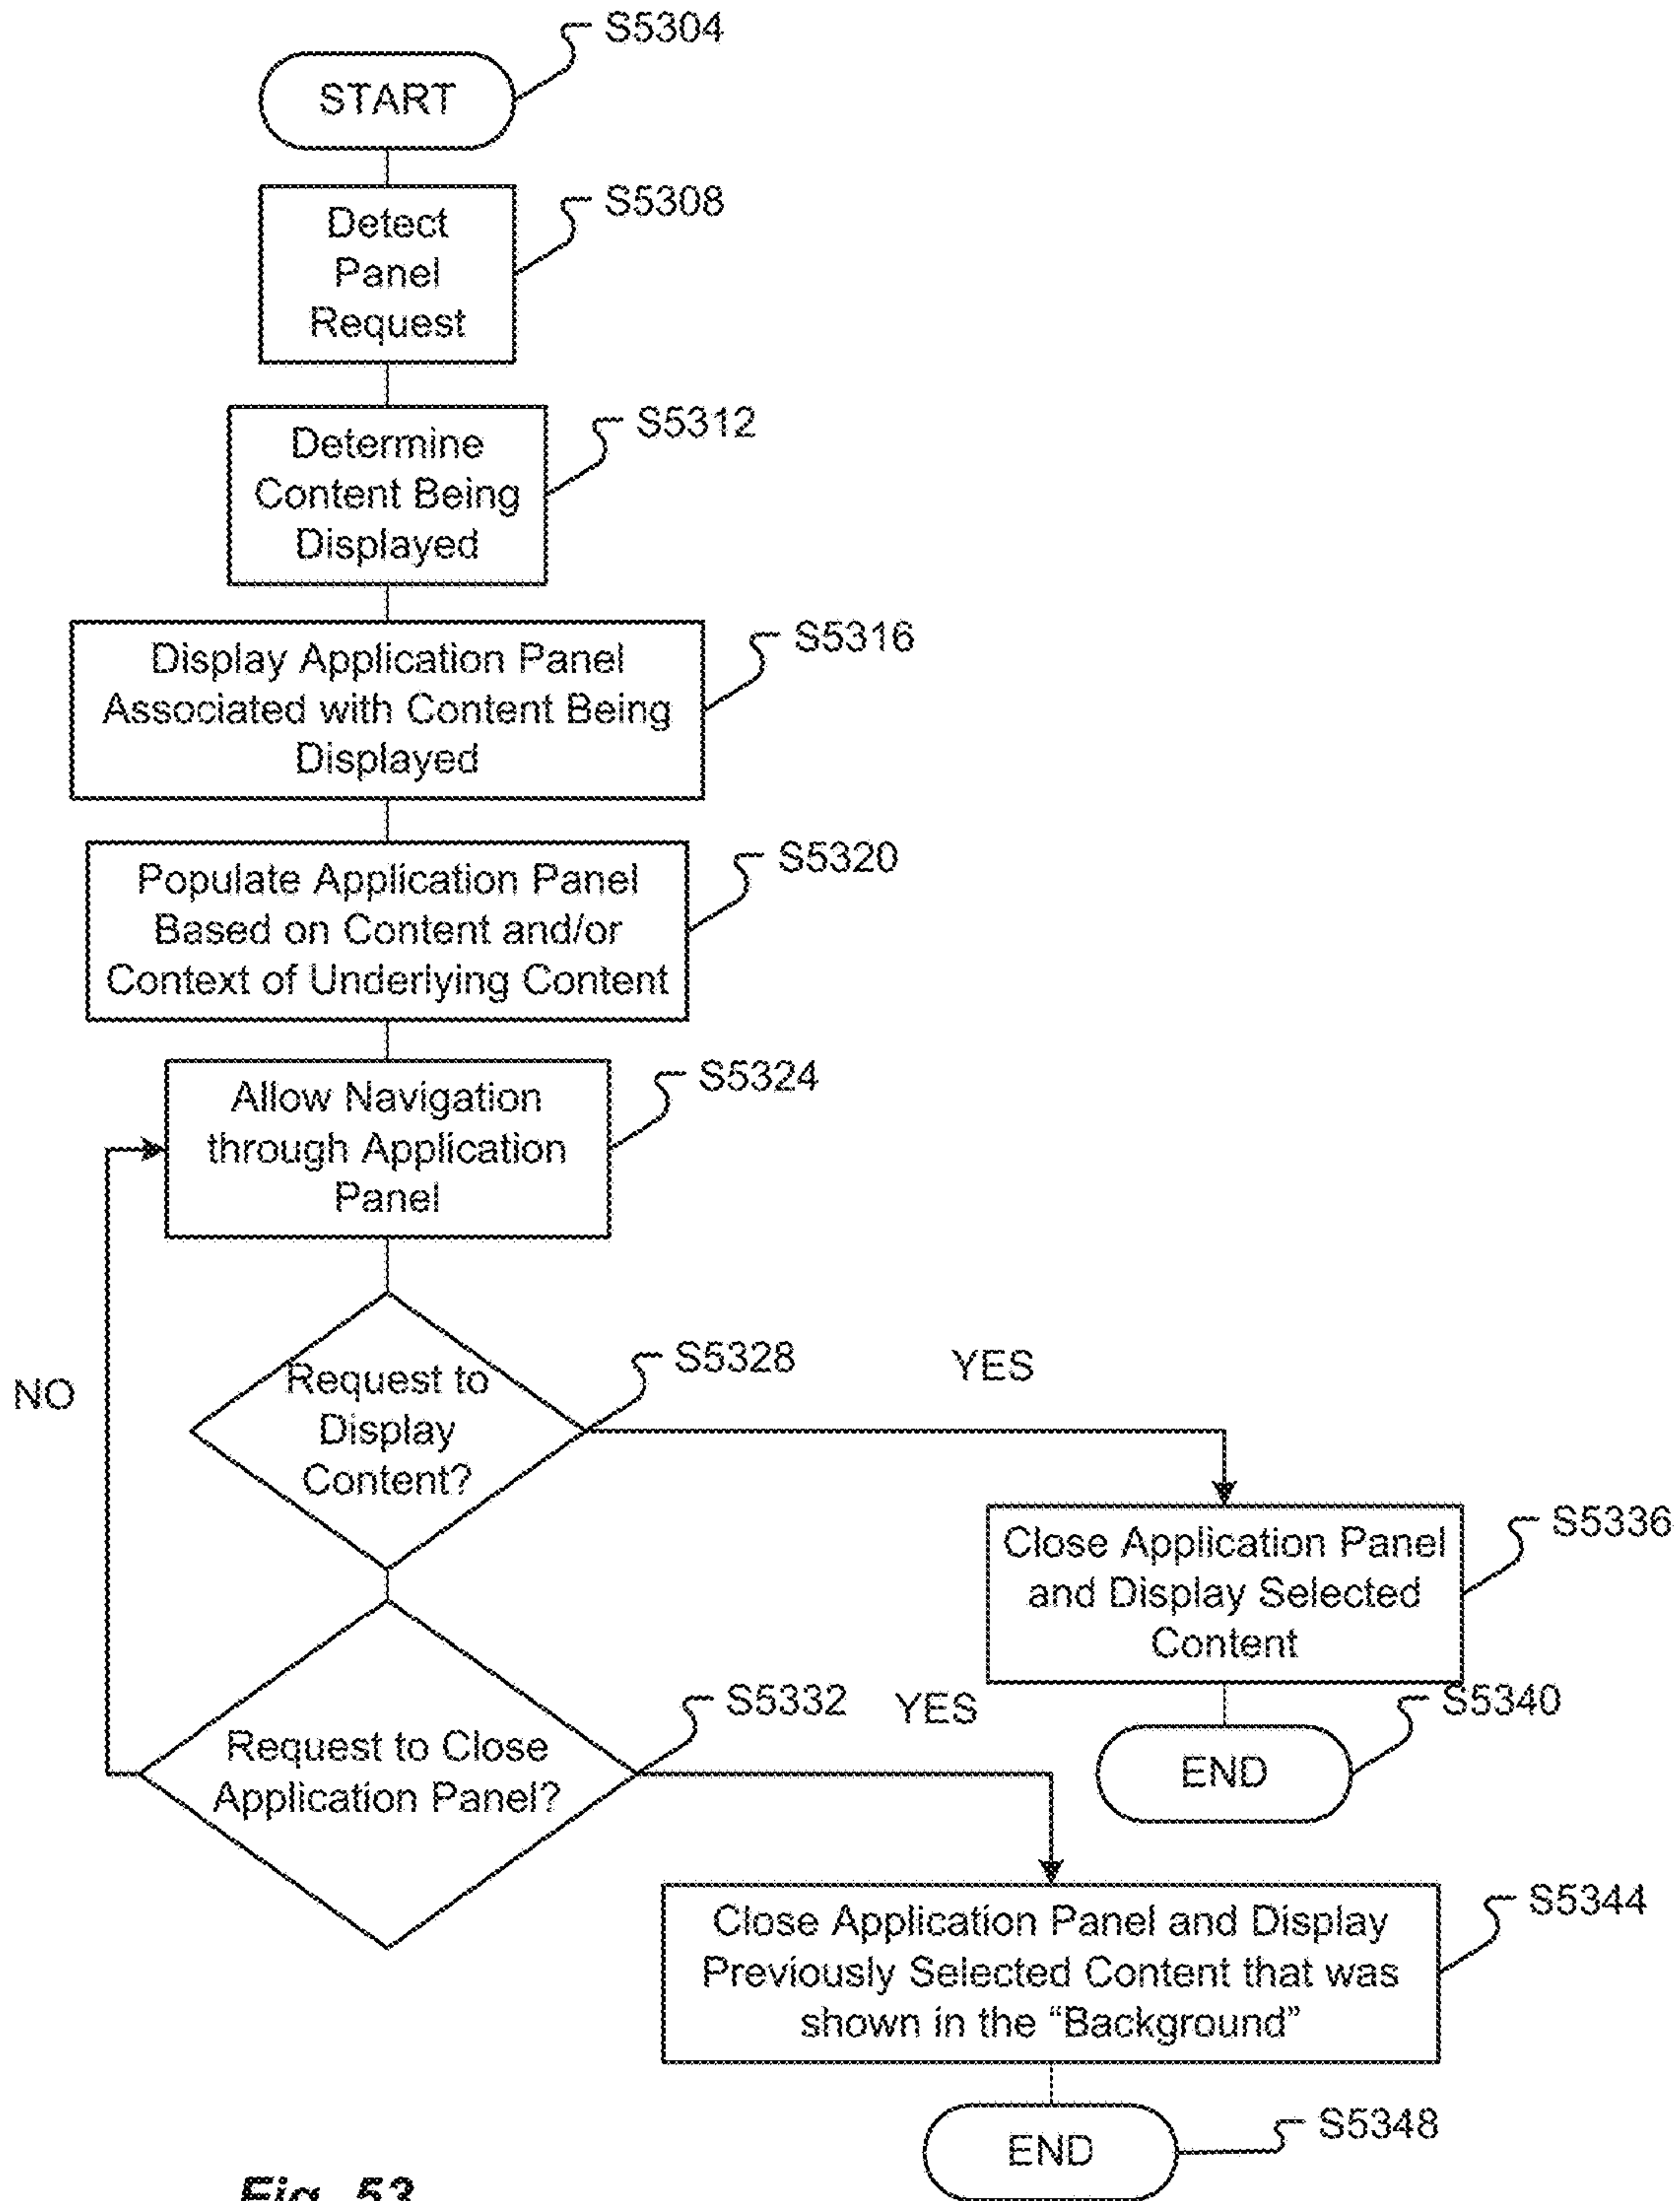 S5304
START
S5308
Detect
Panel
Request
S5312
Determine
Content Being
Displayed
S5316
Display Application Panel
Associated with Content Being
Displayed
S5320
Populate Application Panel
Based on Content and/or
Context of Underlying Content
S5324
Allow Navigation
through Application
Panel
NO
S5328
YES
Request to
Display
Content?
S5336
Close Application Panel
and Display Selected
Content
S5340
END
S5332
YES
Request to Close
Application Panel?
S5344
Close Application Panel and Display
Previously Selected Content that was
shown in the “Background”
S5348
END
Fig. 53